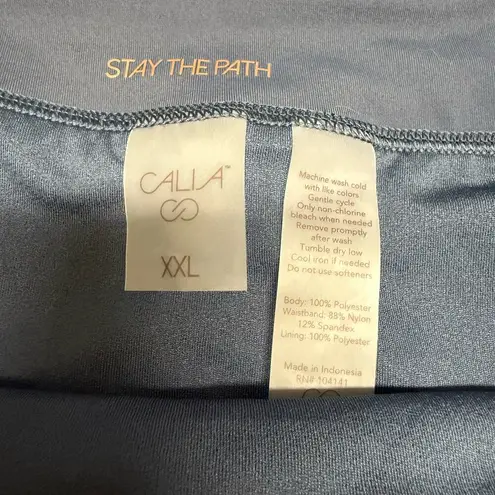 STAY THE PATH
CALIA™
XXL
Machine wash cold
with like colors
Gentle cycle
Only non-chlorine
bleach when needed
Remove promptly
after wash
Tumble dry low
Cool iron if needed
Do not use softeners
Body: 100% Polyester
Waistband: 88% Nylon
12% Spandex
Lining: 100% Polyester
Made in Indonesia
RN# 104141